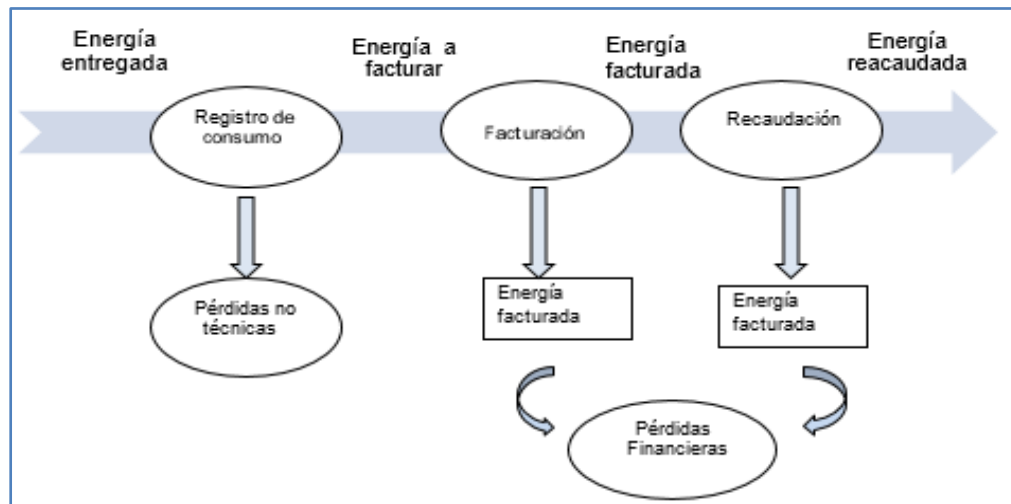 Energía
entregada
Energía a
facturar
Energía
facturada
Energía
reacaudada
Registro de
consumo
Facturación
Recaudación
Pérdidas no
técnicas
Energía
facturada
Energía
facturada
Pérdidas
Financieras